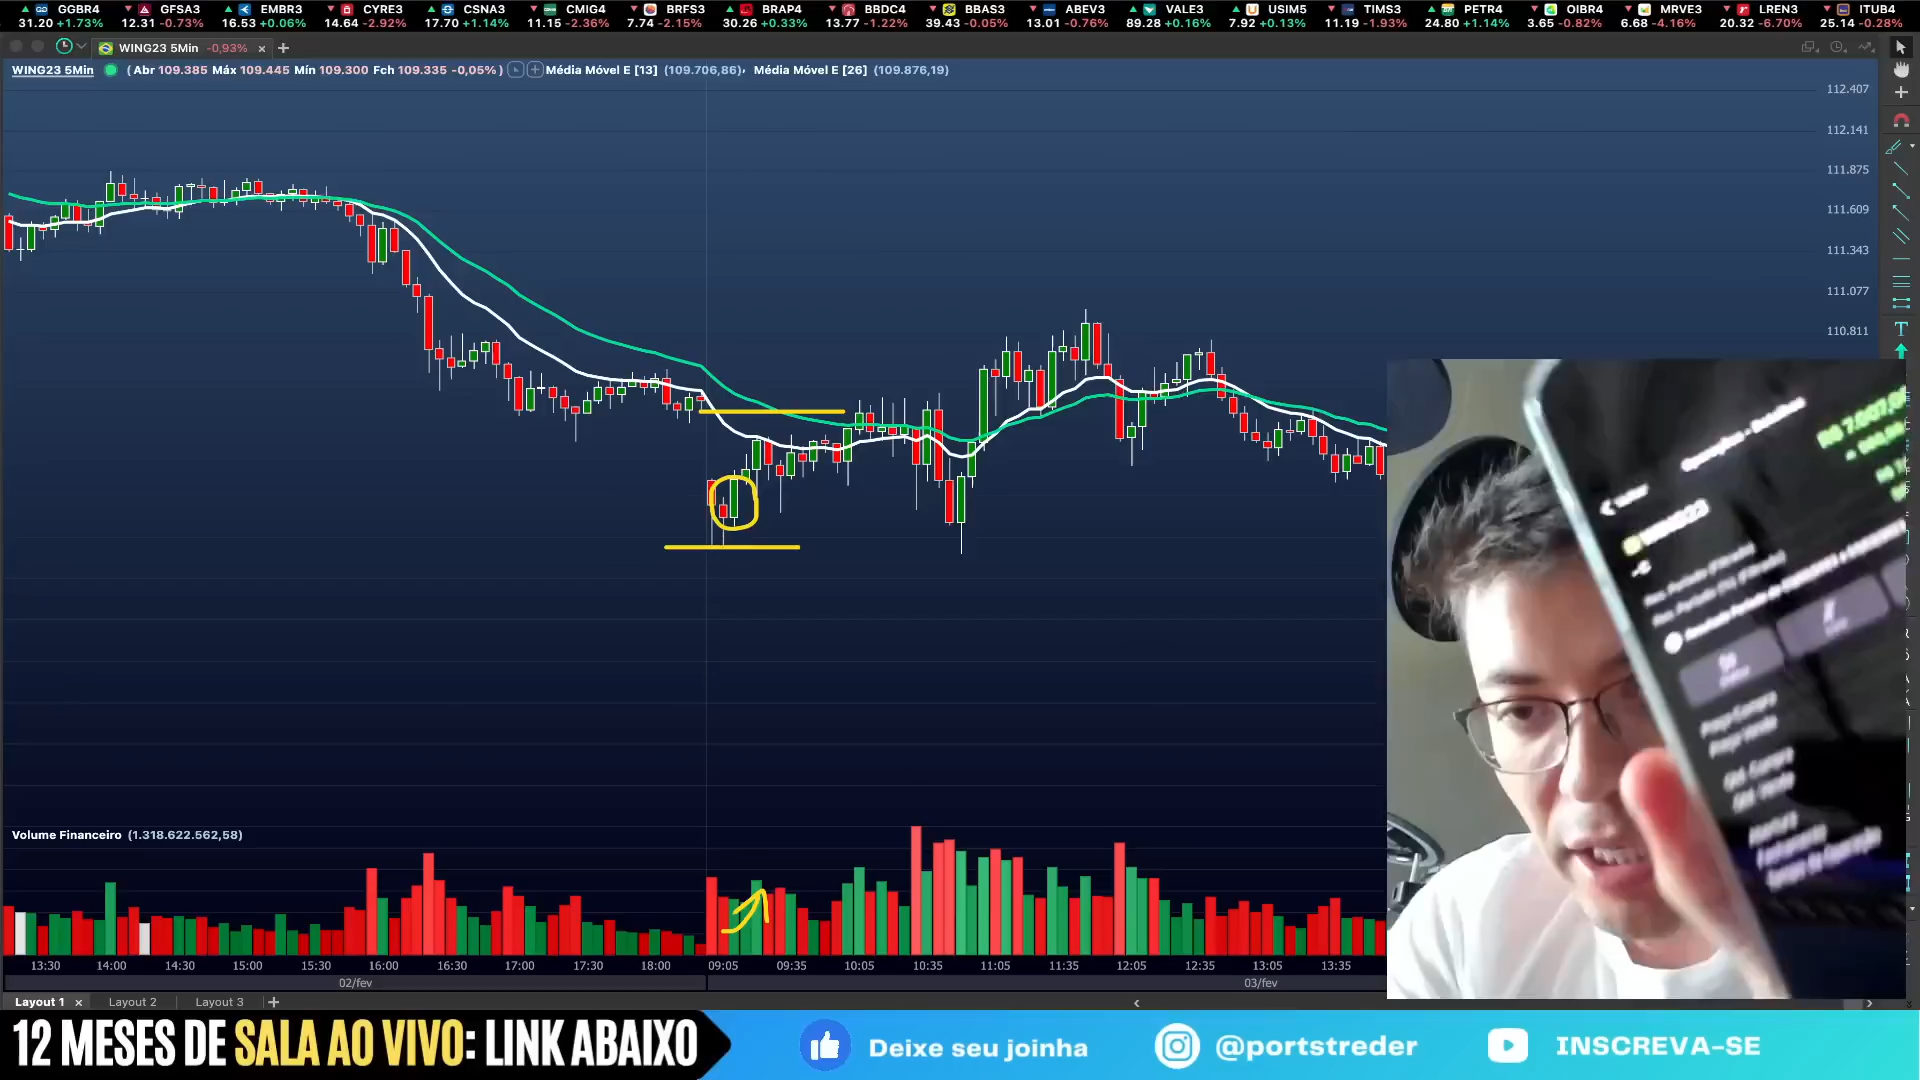 GGBR4 GFSA3 EMBR3 CYRE3 CSNA3 CMIG4 BRFS3 BRAP4 BBDC4 BBAS3 ABEV3 VALE3 USIM5 TIMS3 PETR4 OIBR4 MRVE3 LREN3 ITUB4
31.20 +1.73% 12.31 -0.73% 16.53 +0.06% 14.64 -2.92% 17.70 +1.14% 11.15 -2.36% 7.74 -2.15% 30.26 +0.33% 13.77 -1.22% 39.43 -0.05% 13.01 -0.76% 89.28 +0.16% 7.92 +0.13% 11.19 -1.93% 24.80 +1.14% 3.65 -0.82% 6.68 -4.16% 20.32 -6.70% 25.14 -0.28%
WING23 5Min -0,93%
WING23 5Min ( Abr 109.385 Máx 109.445 Mín 109.300 Fch 109.335 -0,05% ) Média Móvel E [13] (109.706,86) Média Móvel E [26] (109.876,19)
112.407
112.141
111.875
111.609
111.343
111.077
110.811
Volume Financeiro (1.318.622.562,58)
13:30 14:00 14:30 15:00 15:30 16:00 16:30 17:00 17:30 18:00 09:05 09:35 10:05 10:35 11:05 11:35 12:05 12:35 13:05 13:35
02/fev 03/fev
Layout 1 Layout 2 Layout 3
12 MESES DE SALA AO VIVO: LINK ABAIXO
Deixe seu joinha
@portstreder
INSCREVA-SE